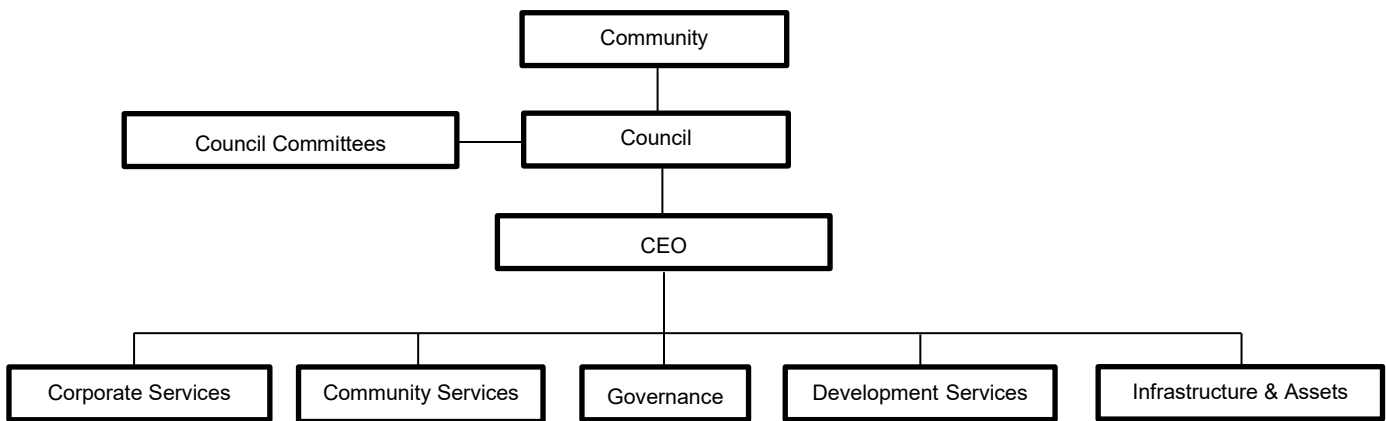 Community
Council Committees
Council
CEO
Corporate Services
Community Services
Governance
Development Services
Infrastructure & Assets